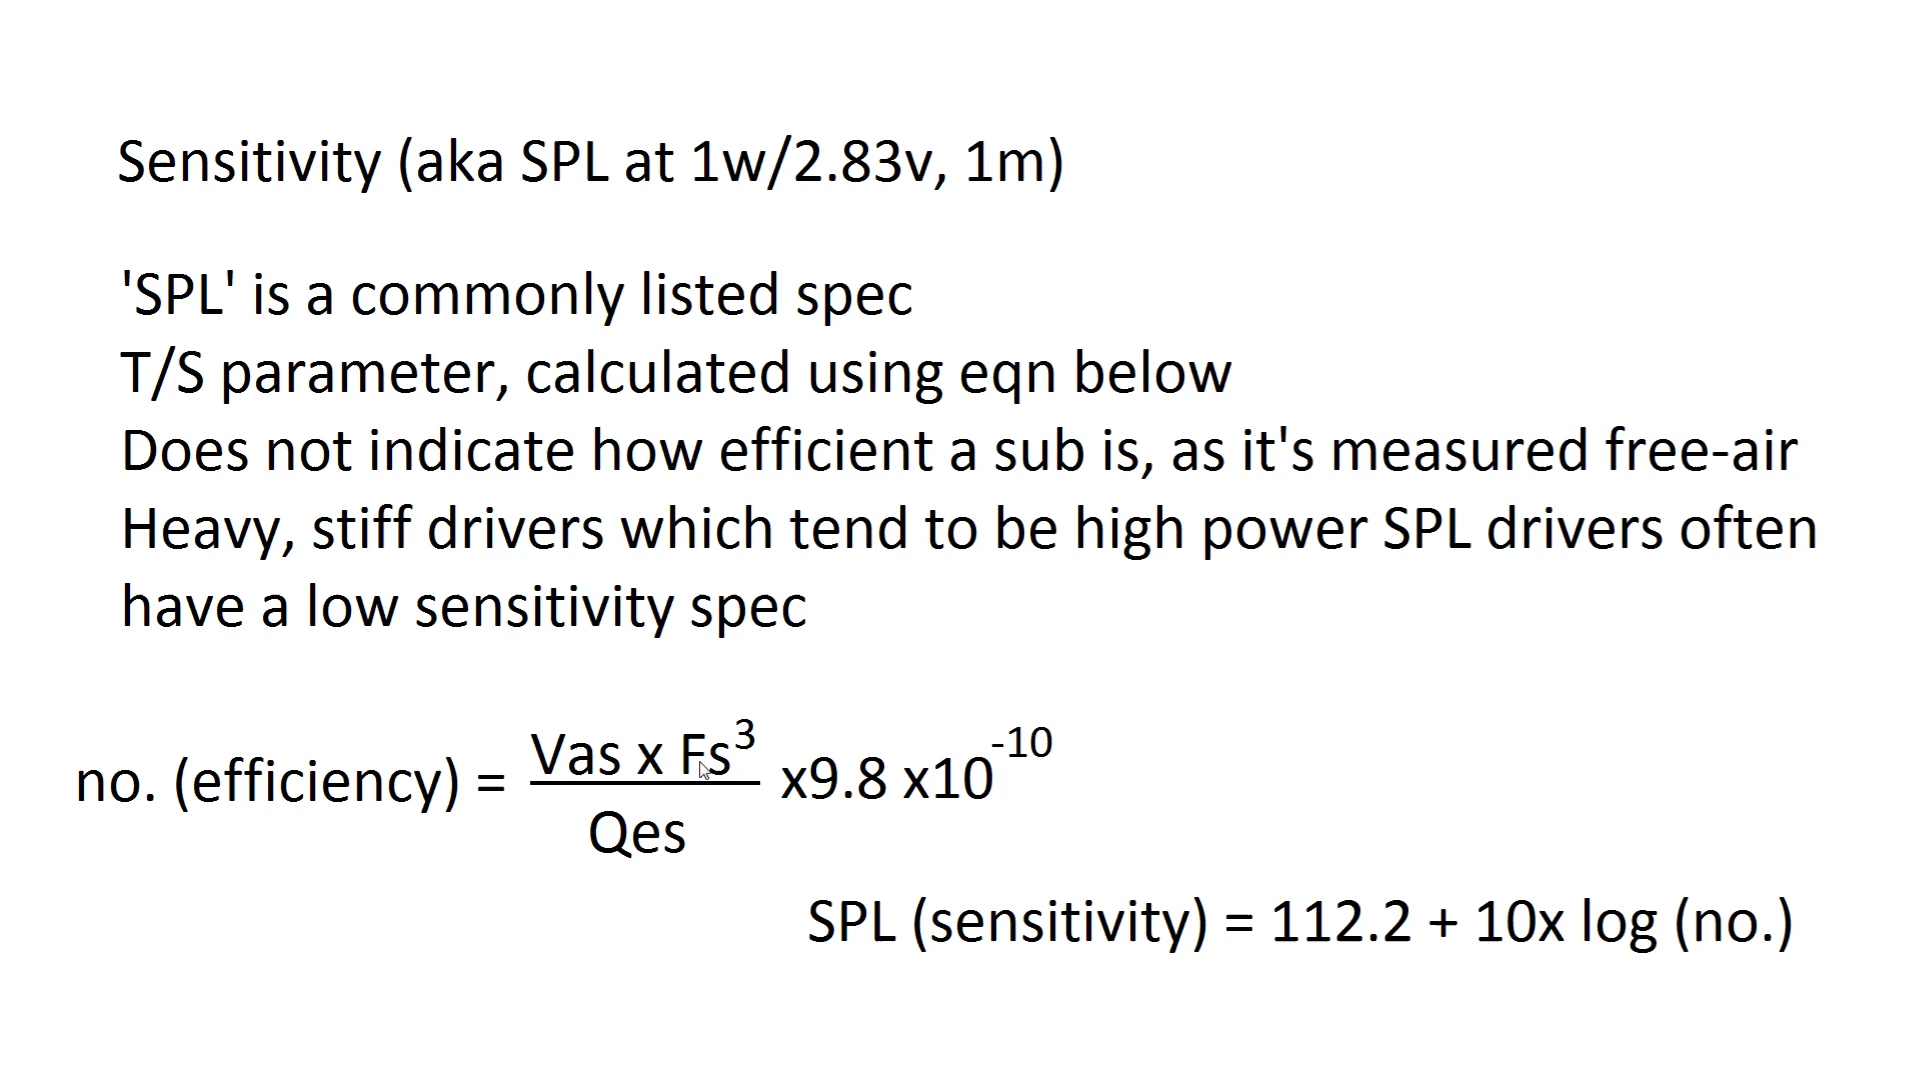 Sensitivity (aka SPL at 1w/2.83v, 1m)
'SPL' is a commonly listed spec
T/S parameter, calculated using eqn below
Does not indicate how efficient a sub is, as it's measured free-air
Heavy, stiff drivers which tend to be high power SPL drivers often
have a low sensitivity spec
no. (efficiency) = Vas x Fs³ / Qes x9.8 x10⁻¹⁰
SPL (sensitivity) = 112.2 + 10x log (no.)